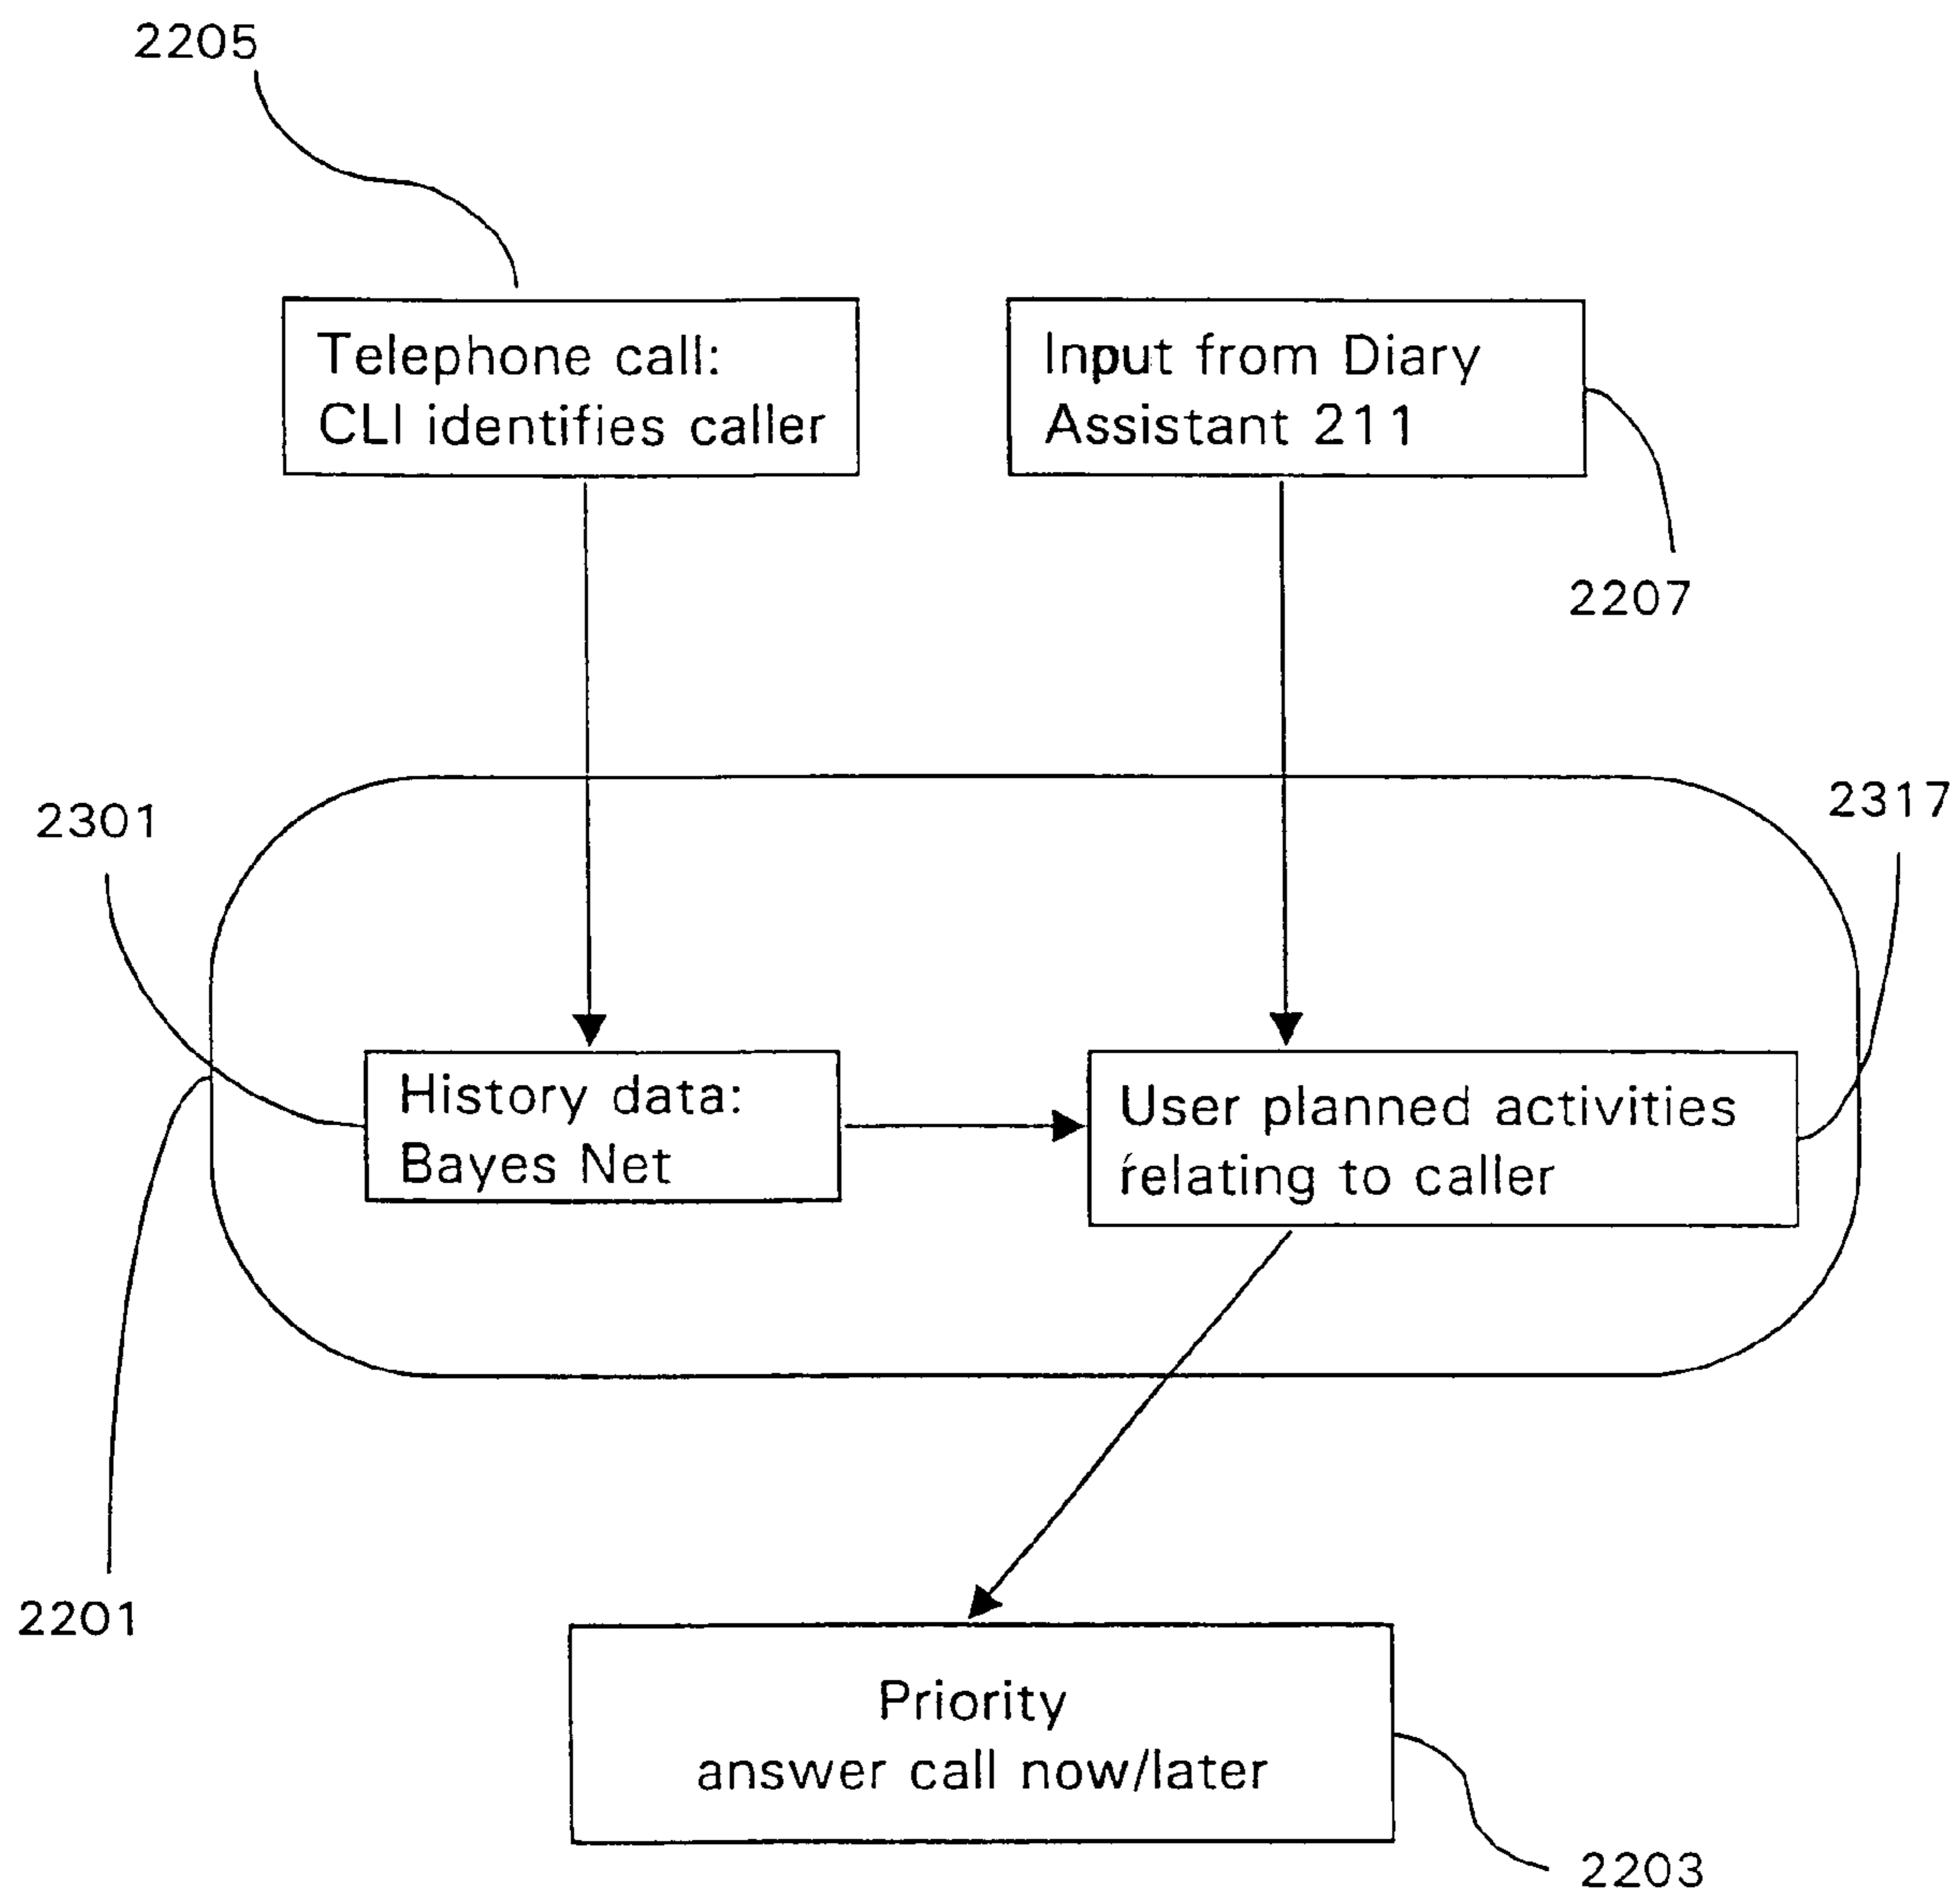 2205
Telephone call:
CLI identifies caller
Input from Diary
Assistant 211
2207
2301
2317
History data:
Bayes Net
User planned activities
relating to caller
2201
Priority
answer call now/later
2203